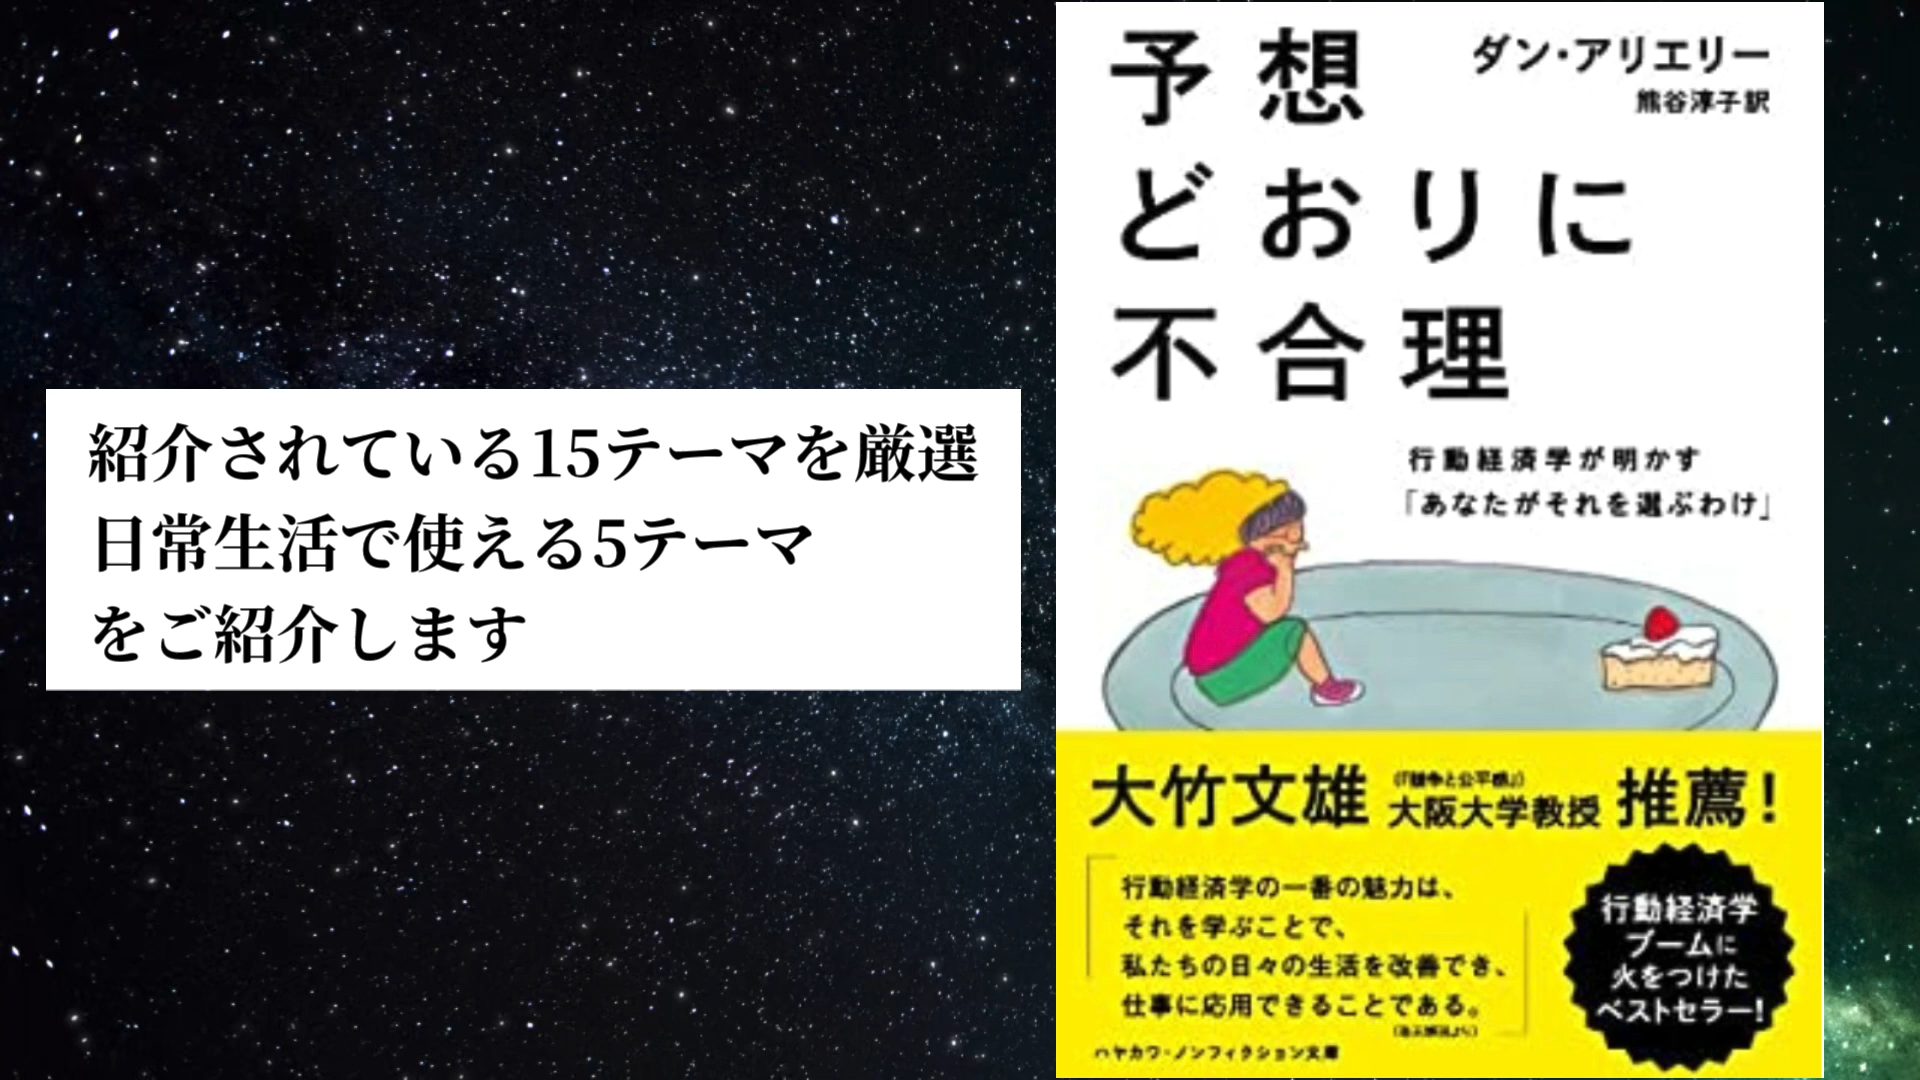 紹介されている15テーマを厳選
日常生活で使える5テーマ
をご紹介します
予想
どおりに
不合理
ダン・アリエリー
熊谷淳子訳
行動経済学が明かす
「あなたがそれを選ぶわけ」
大竹文雄
(『競争と公平感』)
大阪大学教授
推薦!
行動経済学の一番の魅力は、
それを学ぶことで、
私たちの日々の生活を改善でき、
仕事に応用できることである。
行動経済学
ブームに
火をつけた
ベストセラー!
ハヤカワ・ノンフィクション文庫